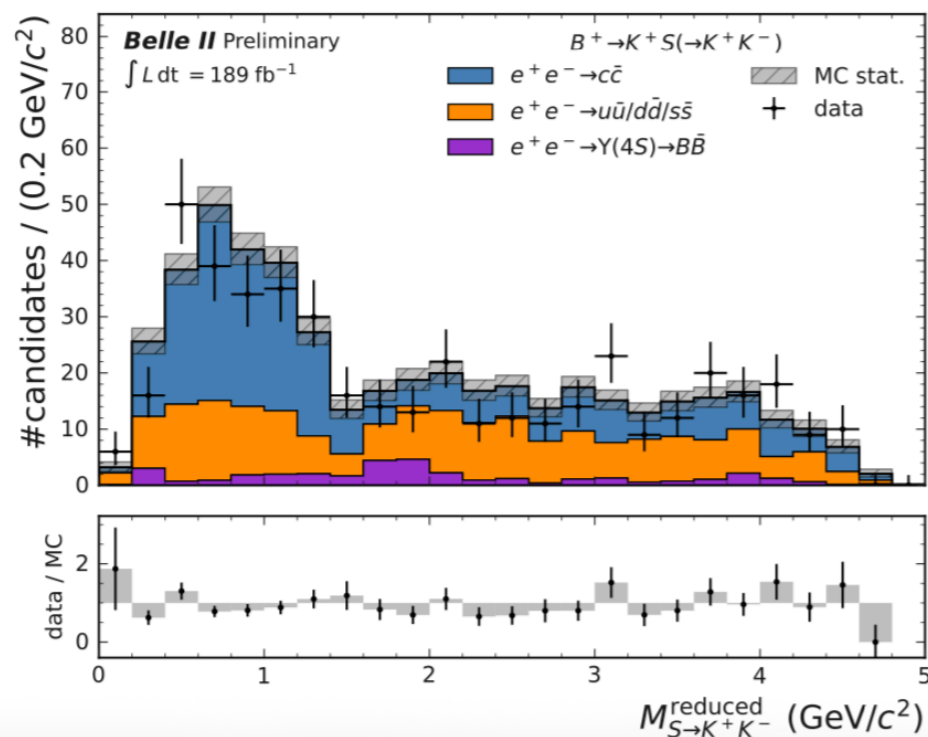 Belle II Preliminary
∫ L dt = 189 fb⁻¹
B⁺→K⁺S(→K⁺K⁻)
e⁺e⁻→cc̄
e⁺e⁻→uū/dd̄/ss̄
e⁺e⁻→Υ(4S)→BB̄
MC stat.
data
#candidates / (0.2 GeV/c²)
80
70
60
50
40
30
20
10
0
data / MC
2
0
0 1 2 3 4 5
M^reduced_S→K⁺K⁻ (GeV/c²)